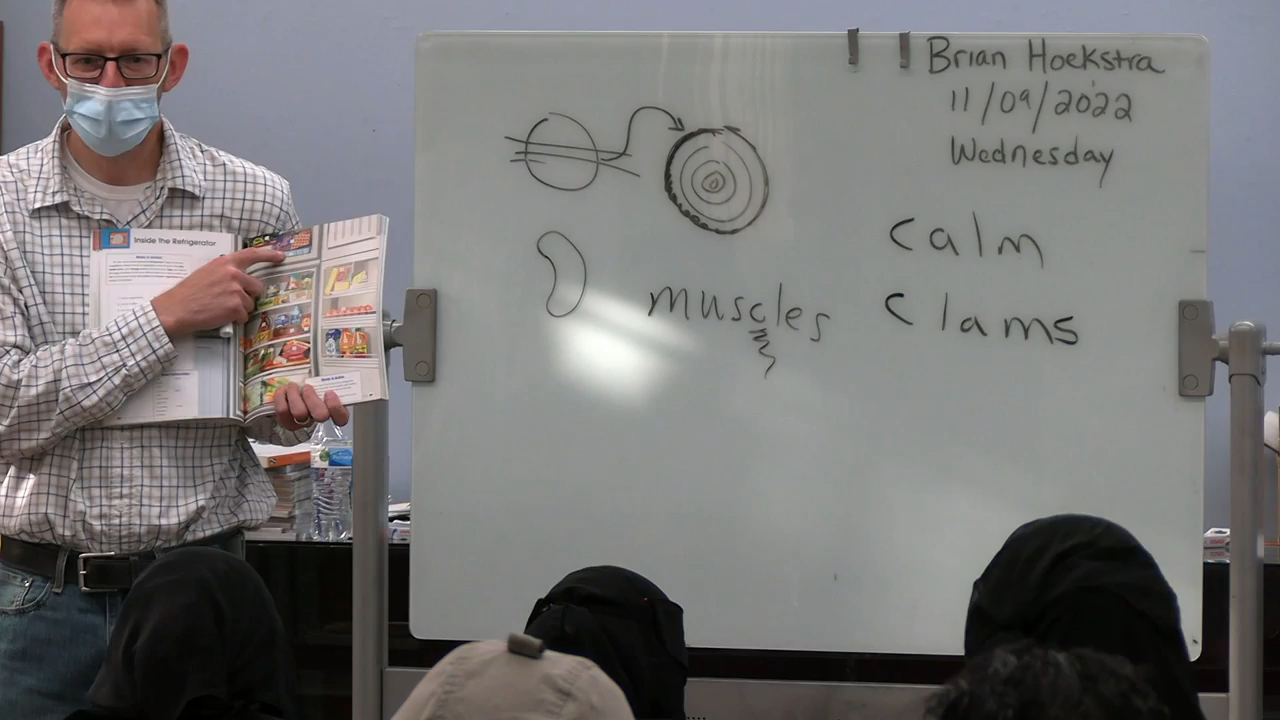 Brian Hoekstra
11/09/2022
Wednesday
calm
muscles
clams
Inside the Refrigerator